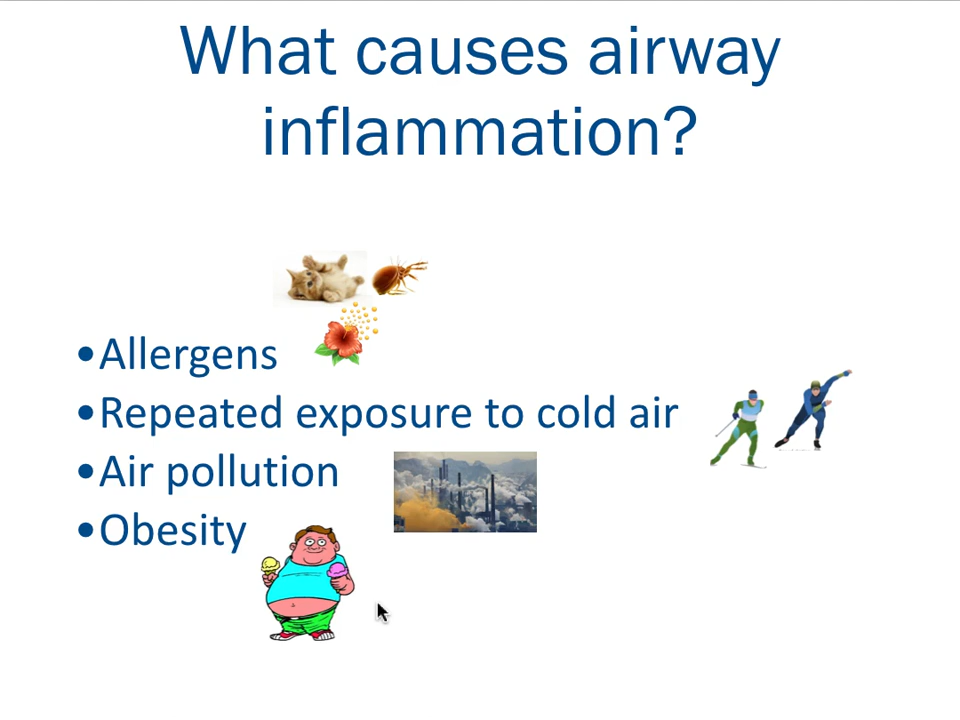 What causes airway
inflammation?
•Allergens
•Repeated exposure to cold air
•Air pollution
•Obesity